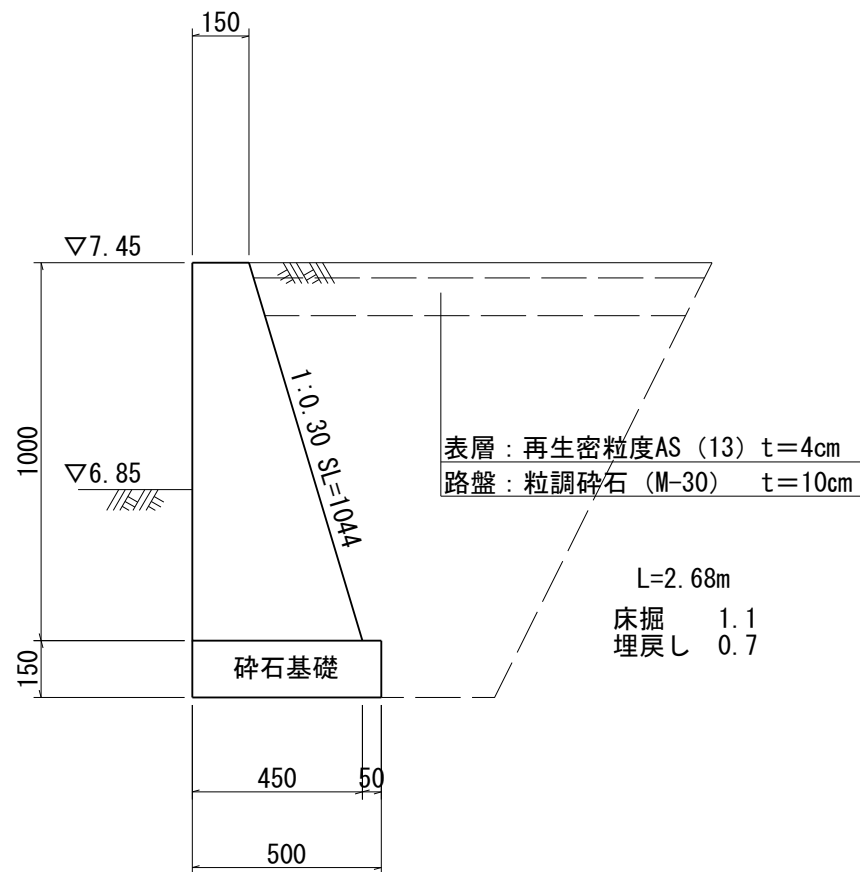 150
▽7.45
1000
1:0.30 SL=1044
▽6.85
表層：再生密粒度AS（13）t＝4cm
路盤：粒調砕石（M-30） t＝10cm
L=2.68m
床掘 1.1
埋戻し 0.7
150
砕石基礎
450
50
500